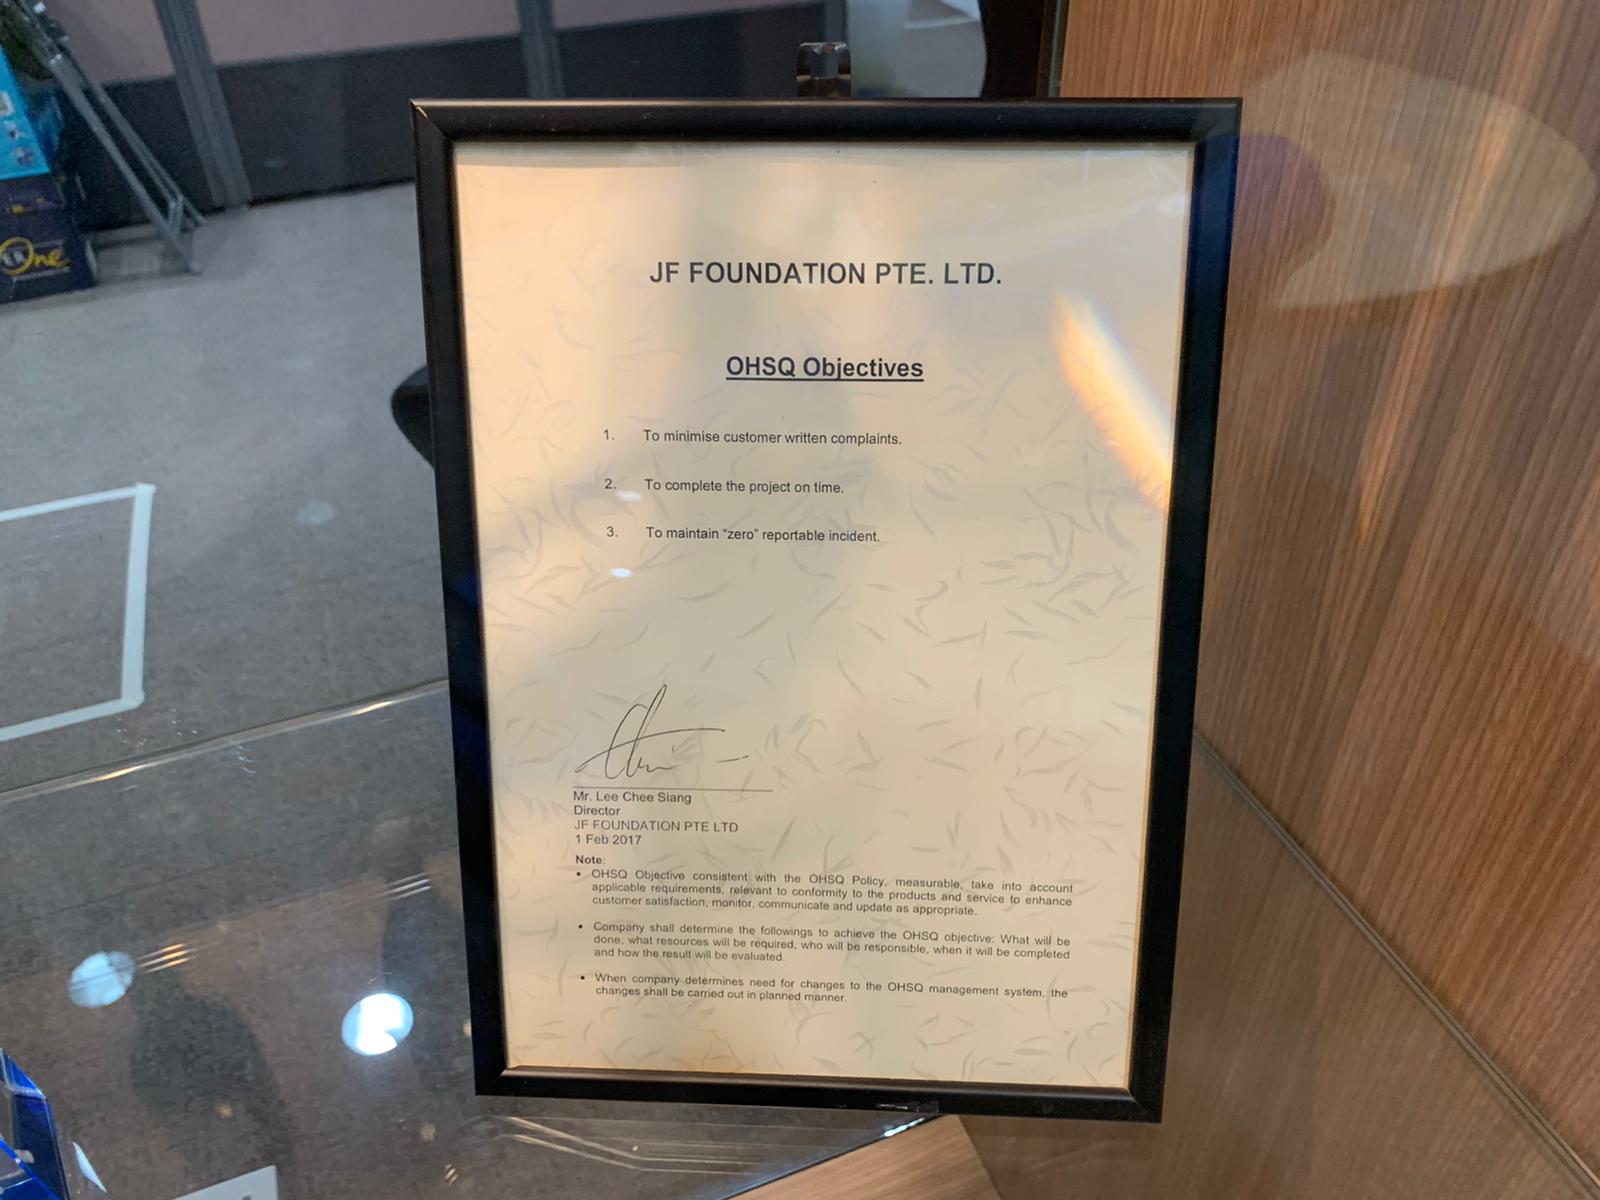 JF FOUNDATION PTE. LTD.
OHSQ Objectives
1. To minimise customer written complaints.
2. To complete the project on time.
3. To maintain “zero” reportable incident.
Mr. Lee Chee Siang
Director
JF FOUNDATION PTE LTD
1 Feb 2017
Note:
• OHSQ Objective consistent with the OHSQ Policy, measurable, take into account
applicable requirements, relevant to conformity to the products and service to enhance
customer satisfaction, monitor, communicate and update as appropriate.
• Company shall determine the followings to achieve the OHSQ objective: What will be
done, what resources will be required, who will be responsible, when it will be completed
and how the result will be evaluated.
• When company determines need for changes to the OHSQ management system, the
changes shall be carried out in planned manner.
One